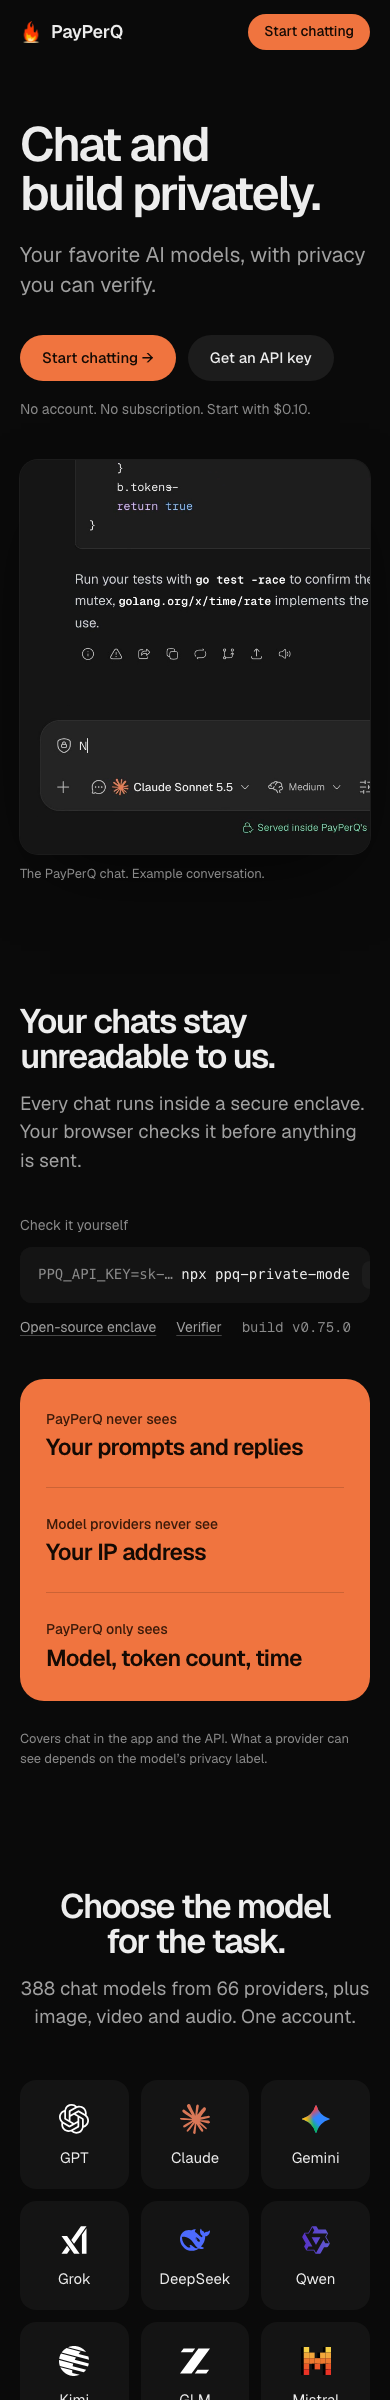 PayPerQ
Start chatting
Chat and
build privately.
Your favorite AI models, with privacy
you can verify.
Start chatting →
Get an API key
No account. No subscription. Start with $0.10.
}
b.tokens--
return true
}
Run your tests with go test -race to confirm the
mutex, golang.org/x/time/rate implements the
use.
N
Claude Sonnet 5.5
Medium
Served inside PayPerQ's
The PayPerQ chat. Example conversation.
Your chats stay
unreadable to us.
Every chat runs inside a secure enclave.
Your browser checks it before anything
is sent.
Check it yourself
PPQ_API_KEY=sk-… npx ppq-private-mode
Open-source enclave
Verifier
build v0.75.0
PayPerQ never sees
Your prompts and replies
Model providers never see
Your IP address
PayPerQ only sees
Model, token count, time
Covers chat in the app and the API. What a provider can
see depends on the model's privacy label.
Choose the model
for the task.
388 chat models from 66 providers, plus
image, video and audio. One account.
GPT
Claude
Gemini
Grok
DeepSeek
Qwen
Kimi
GLM
Mistral